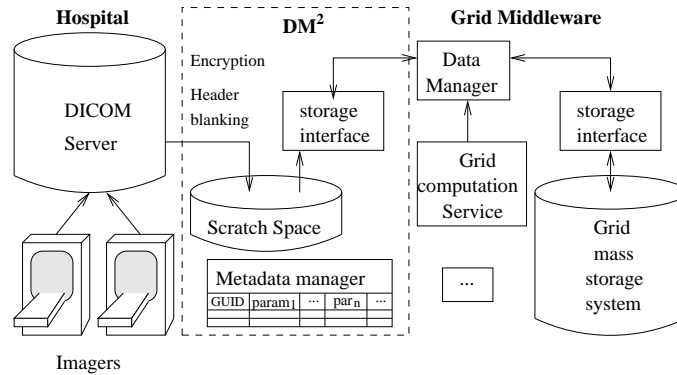 Hospital
DM²
Grid Middleware
DICOM
Server
Encryption
Header
blanking
storage
interface
Scratch Space
Metadata manager
GUID param₁ ... parₙ ...
Imagers
Data
Manager
Grid
computation
Service
...
storage
interface
Grid
mass
storage
system